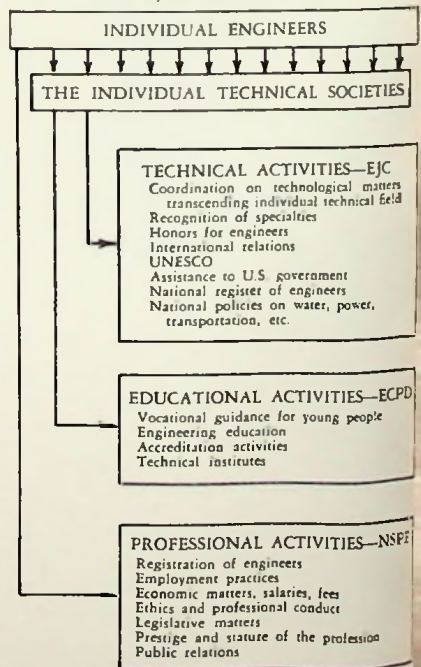 INDIVIDUAL ENGINEERS
THE INDIVIDUAL TECHNICAL SOCIETIES
TECHNICAL ACTIVITIES—EJC
Coordination on technological matters
transcending individual technical field
Recognition of specialties
Honors for engineers
International relations
UNESCO
Assistance to U.S. government
National register of engineers
National policies on water, power,
transportation, etc.
EDUCATIONAL ACTIVITIES—ECPD
Vocational guidance for young people
Engineering education
Accreditation activities
Technical institutes
PROFESSIONAL ACTIVITIES—NSPE
Registration of engineers
Employment practices
Economic matters, salaries, fees
Ethics and professional conduct
Legislative matters
Prestige and stature of the profession
Public relations